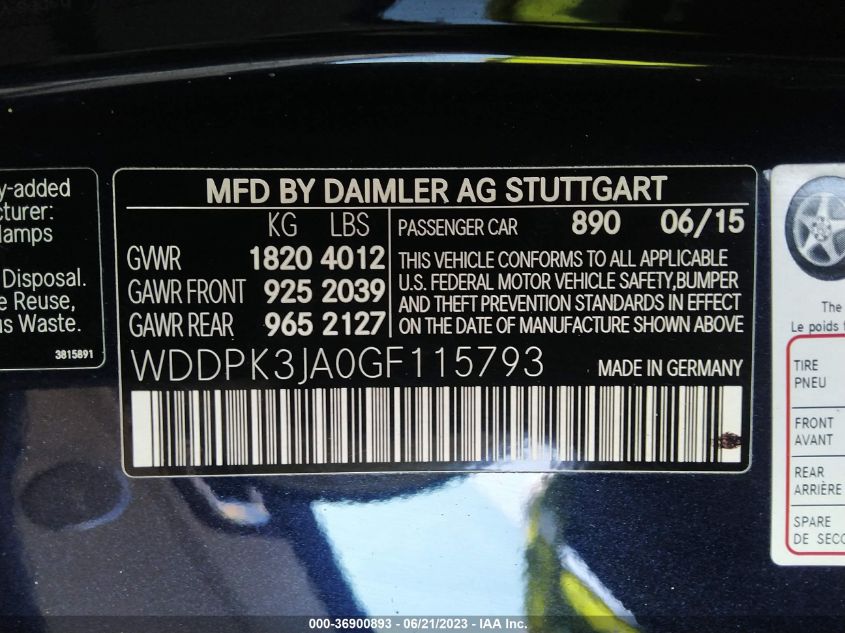 y-added
cturer:
lamps
Disposal.
e Reuse,
us Waste.
3815891
MFD BY DAIMLER AG STUTTGART
KG LBS
GVWR 1820 4012
GAWR FRONT 925 2039
GAWR REAR 965 2127
PASSENGER CAR 890 06/15
THIS VEHICLE CONFORMS TO ALL APPLICABLE
U.S. FEDERAL MOTOR VEHICLE SAFETY,BUMPER
AND THEFT PREVENTION STANDARDS IN EFFECT
ON THE DATE OF MANUFACTURE SHOWN ABOVE
WDDPK3JA0GF115793 MADE IN GERMANY
The
Le poids
TIRE
PNEU
FRONT
AVANT
REAR
ARRIÈRE
SPARE
DE SECO
000-36900893 - 06/21/2023 - IAA Inc.